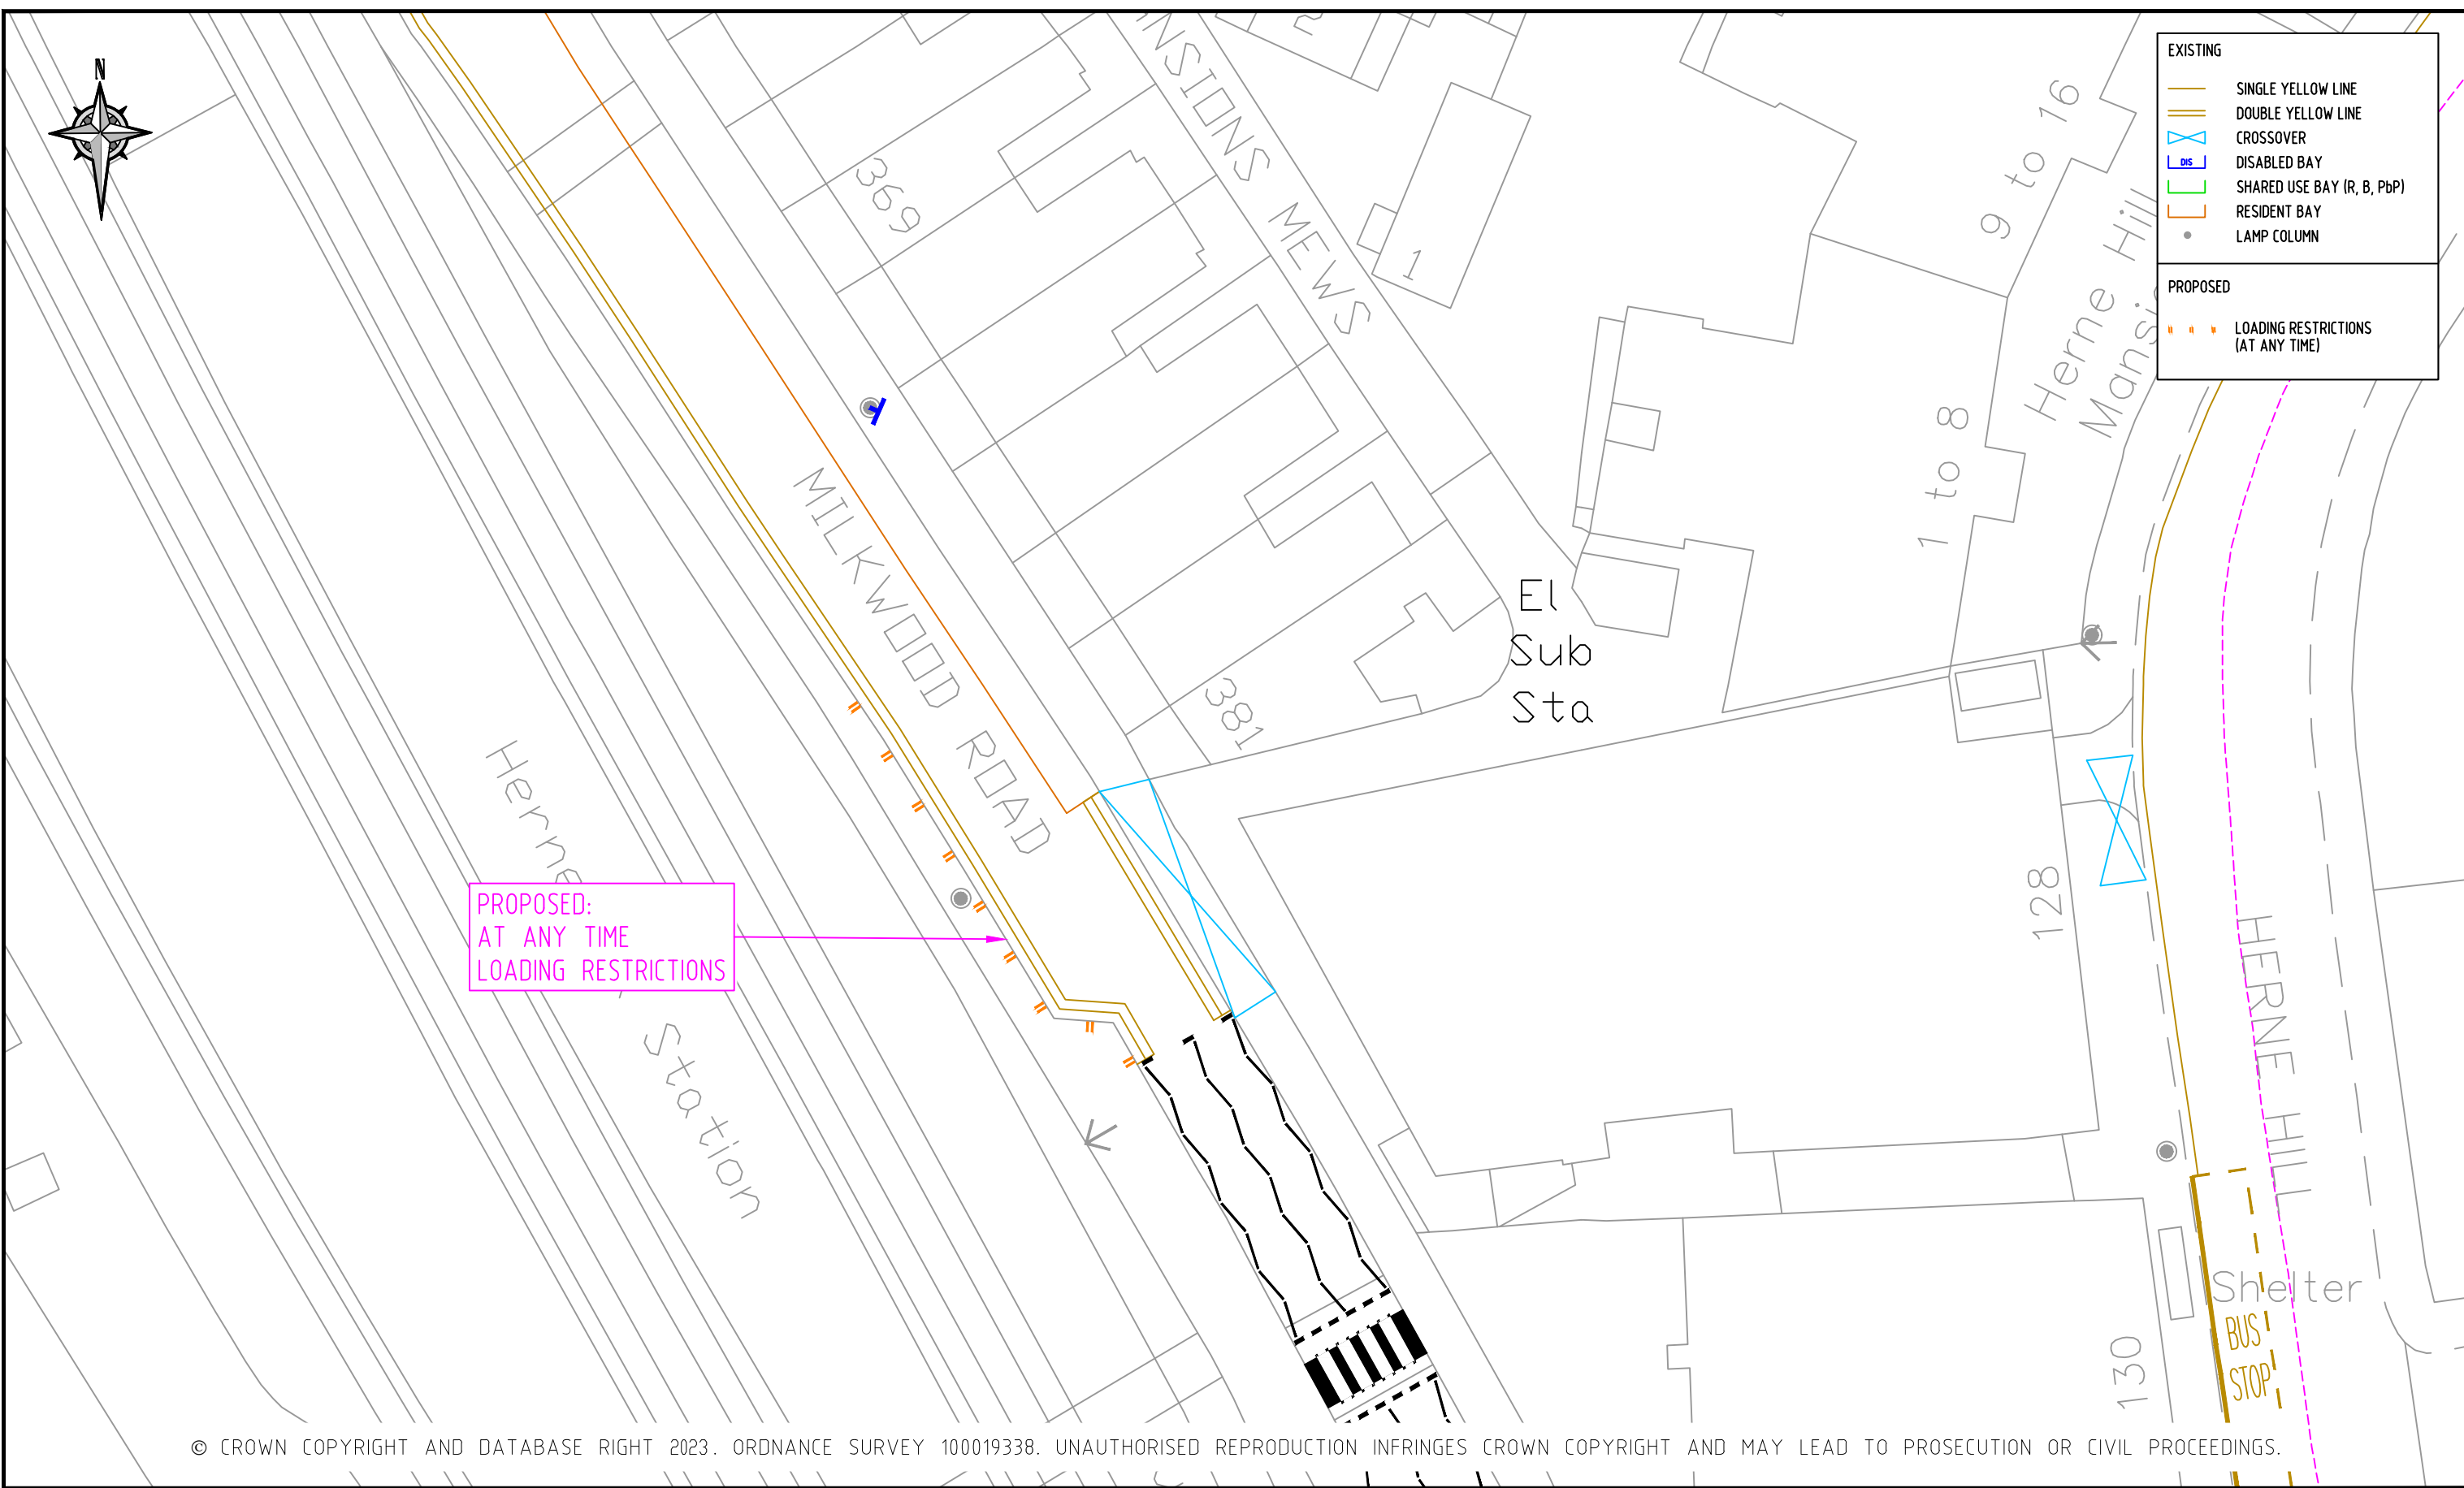 N
EXISTING
SINGLE YELLOW LINE
DOUBLE YELLOW LINE
CROSSOVER
DIS DISABLED BAY
SHARED USE BAY (R, B, PbP)
RESIDENT BAY
LAMP COLUMN
PROPOSED
LOADING RESTRICTIONS
(AT ANY TIME)
NSIONS MEWS
369
1
9 to 16
Herne Hill
1 to 8
MILKWOOD ROAD
El
Sub
Sta
381
PROPOSED:
AT ANY TIME
LOADING RESTRICTIONS
Station
128
HERNE HILL
Shelter
BUS
STOP
130
© CROWN COPYRIGHT AND DATABASE RIGHT 2023. ORDNANCE SURVEY 100019338. UNAUTHORISED REPRODUCTION INFRINGES CROWN COPYRIGHT AND MAY LEAD TO PROSECUTION OR CIVIL PROCEEDINGS.